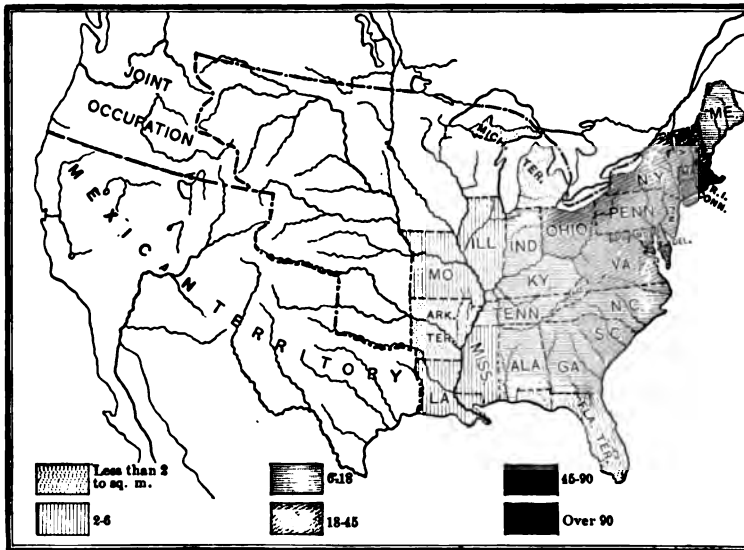 JOINT
OCCUPATION
MEXICAN TERRITORY
MICH.
TER.
ME.
N.Y.
R.I.
CONN.
PENN
OHIO
DEL.
ILL
IND
VA.
MO
KY
N.C.
TENN.
ARK.
TER.
S.C.
MISS.
ALA
GA
LA
FLA. TER.
Less than 2
to sq. m.
2-6
6-18
18-45
45-90
Over 90